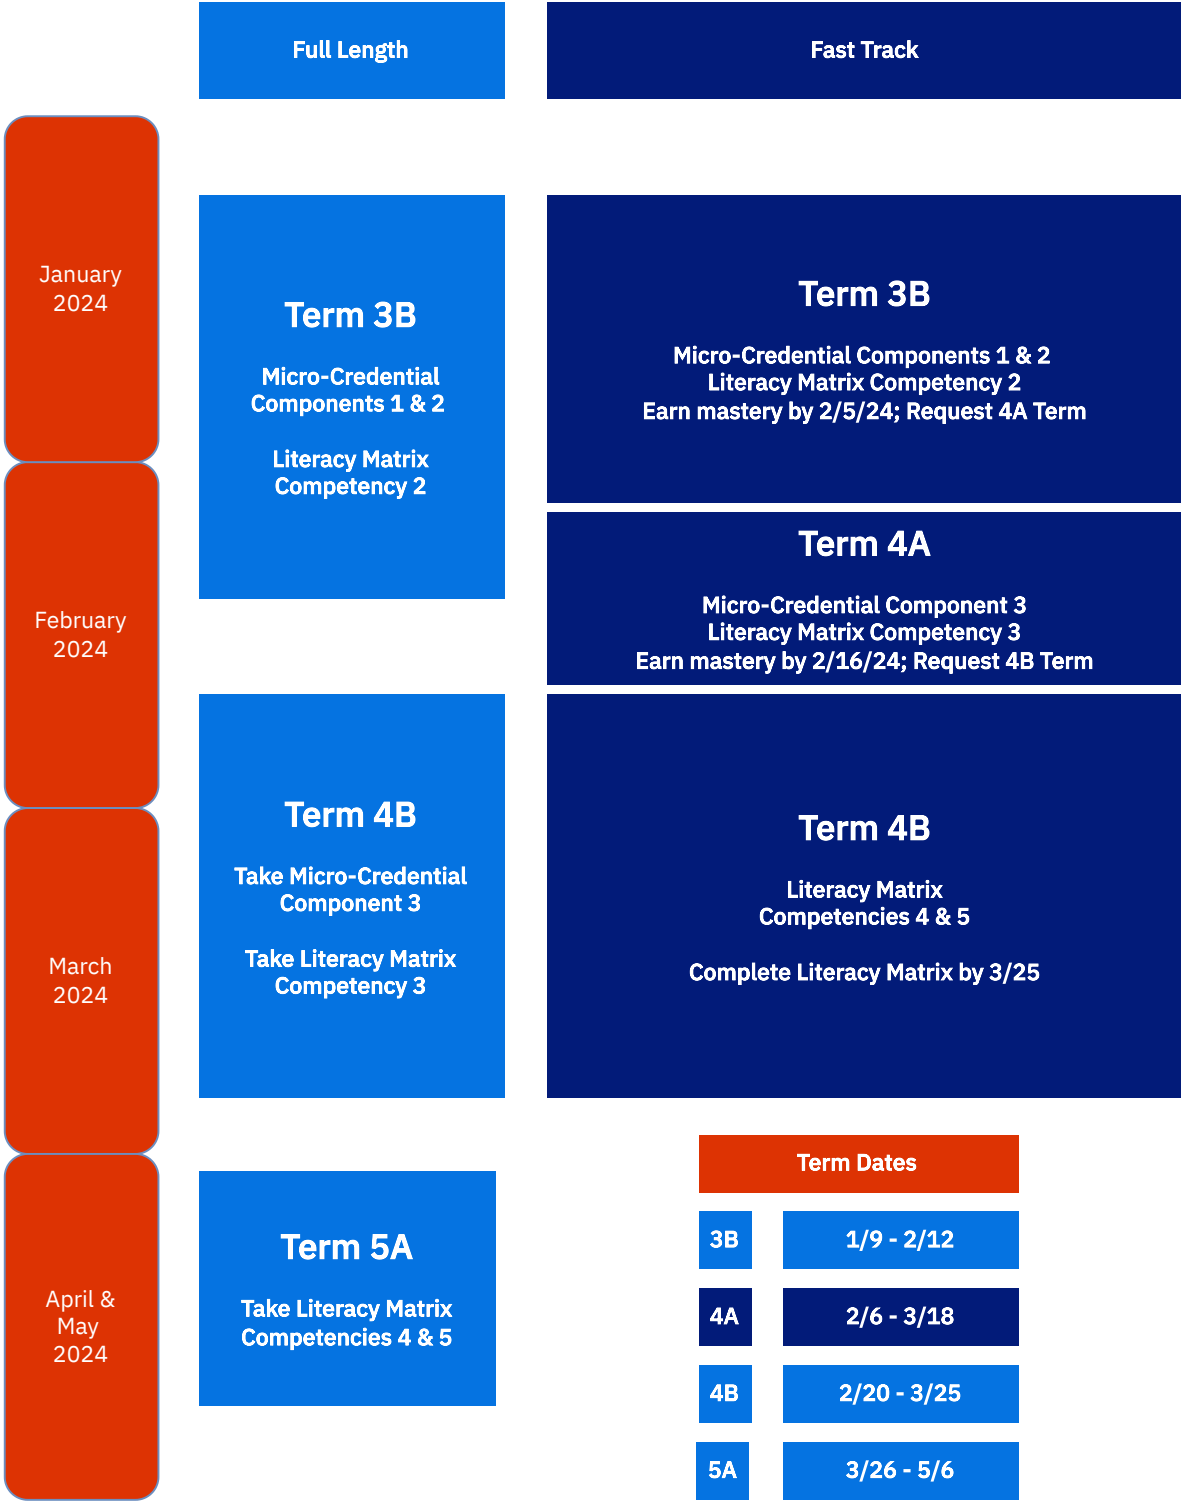 Full Length
Fast Track
January
2024
February
2024
March
2024
April &
May
2024
Term 3B
Micro-Credential
Components 1 & 2
Literacy Matrix
Competency 2
Term 4B
Take Micro-Credential
Component 3
Take Literacy Matrix
Competency 3
Term 5A
Take Literacy Matrix
Competencies 4 & 5
Term 3B
Micro-Credential Components 1 & 2
Literacy Matrix Competency 2
Earn mastery by 2/5/24; Request 4A Term
Term 4A
Micro-Credential Component 3
Literacy Matrix Competency 3
Earn mastery by 2/16/24; Request 4B Term
Term 4B
Literacy Matrix
Competencies 4 & 5
Complete Literacy Matrix by 3/25
Term Dates
3B 1/9 - 2/12
4A 2/6 - 3/18
4B 2/20 - 3/25
5A 3/26 - 5/6